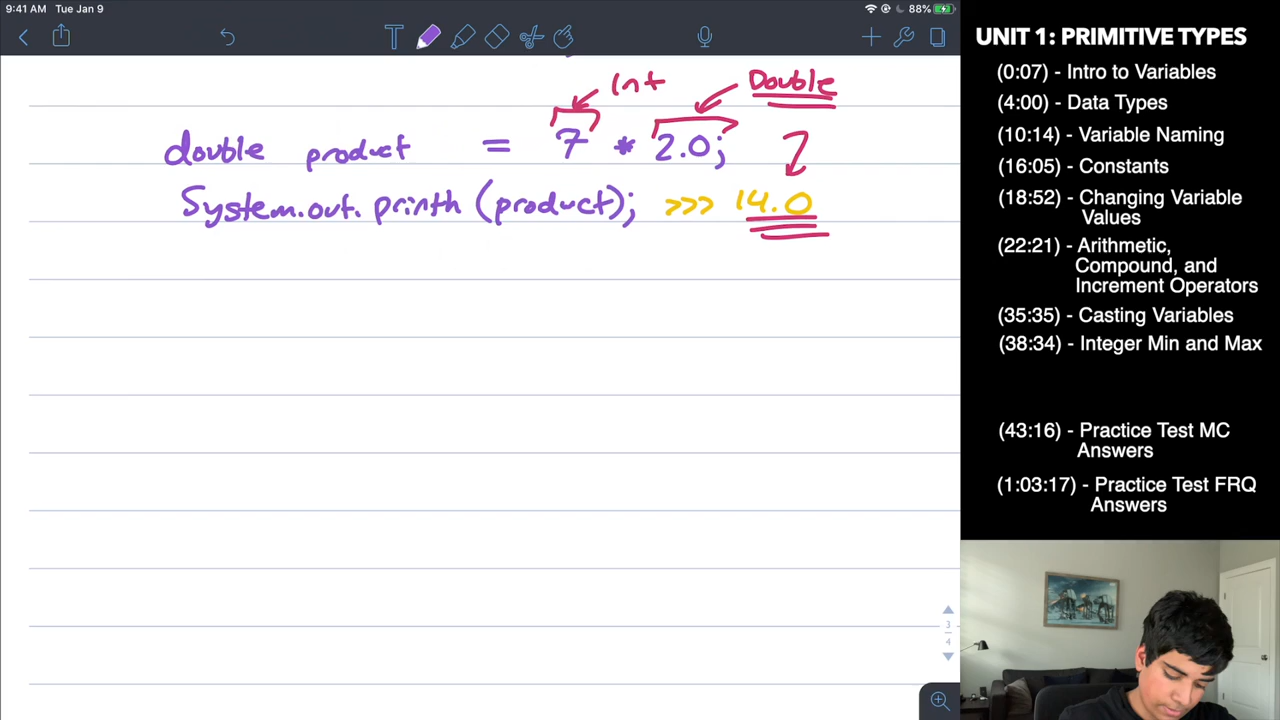 9:41 AM Tue Jan 9
88%
T
Int
Double
double product = 7 * 2.0;
System.out.println (product); >>> 14.0
3
4
UNIT 1: PRIMITIVE TYPES
(0:07) - Intro to Variables
(4:00) - Data Types
(10:14) - Variable Naming
(16:05) - Constants
(18:52) - Changing Variable
Values
(22:21) - Arithmetic,
Compound, and
Increment Operators
(35:35) - Casting Variables
(38:34) - Integer Min and Max
(43:16) - Practice Test MC
Answers
(1:03:17) - Practice Test FRQ
Answers